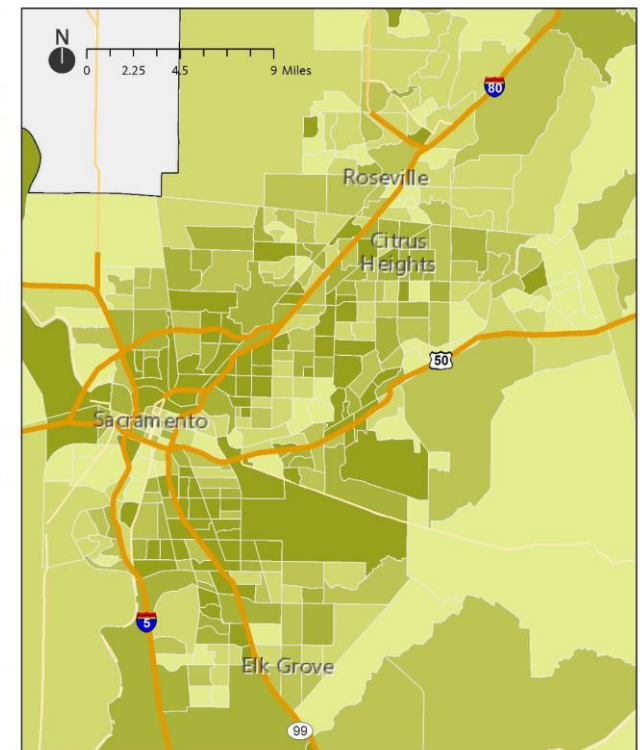 N
0 2.25 4.5 9 Miles
80
Roseville
Citrus
Heights
50
Sacramento
5
Elk Grove
99